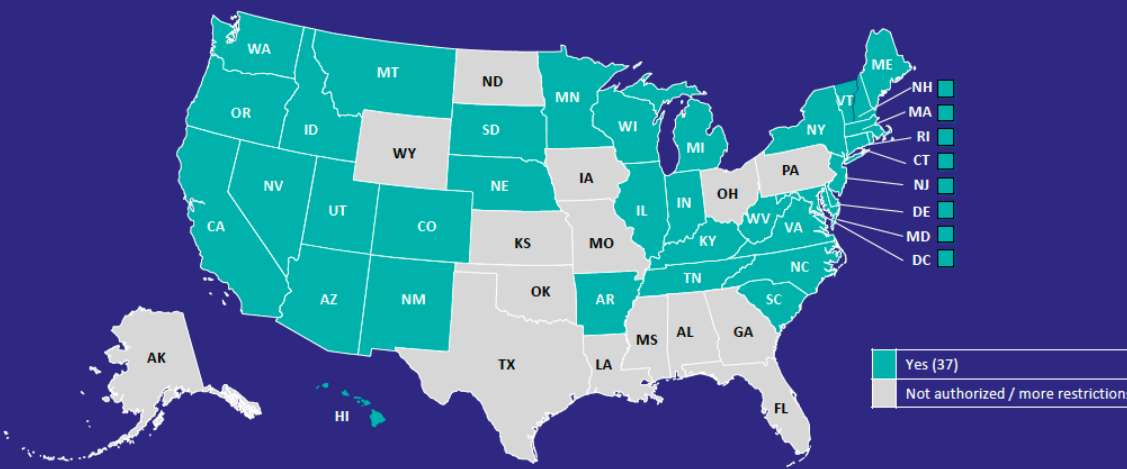 WA
MT
ND
MN
ME
VT
NH
OR
ID
SD
WI
MI
NY
MA
WY
RI
NE
IA
PA
CT
NV
UT
CO
IL
IN
OH
NJ
CA
KS
MO
KY
WV
VA
DE
MD
DC
AZ
NM
OK
AR
TN
NC
SC
TX
LA
MS
AL
GA
FL
AK
HI
Yes (37)
Not authorized / more restrictions